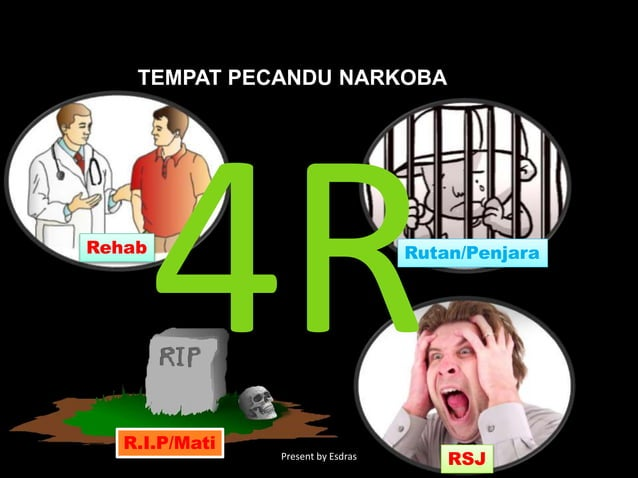 TEMPAT PECANDU NARKOBA
4R
Rehab
Rutan/Penjara
RIP
R.I.P/Mati
RSJ
Present by Esdras